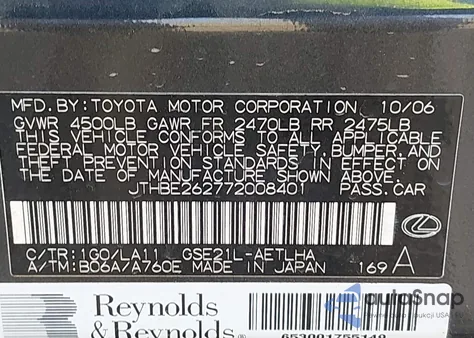 MFD. BY: TOYOTA MOTOR CORPORATION 10/06
GVWR 4500LB GAWR FR 2470LB RR 2475LB
THIS VEHICLE CONFORMS TO ALL APPLICABLE
FEDERAL MOTOR VEHICLE SAFETY, BUMPER, AND
THEFT PREVENTION STANDARDS IN EFFECT ON
THE DATE OF MANUFACTURE SHOWN ABOVE.
JTHBE262772008401 PASS. CAR
C/TR: 1G0/LA11 GSE21L-AETLHA
A/TM: B06A/A760E MADE IN JAPAN 169 A
Reynolds
& Reynolds
653001755149
autoSnap